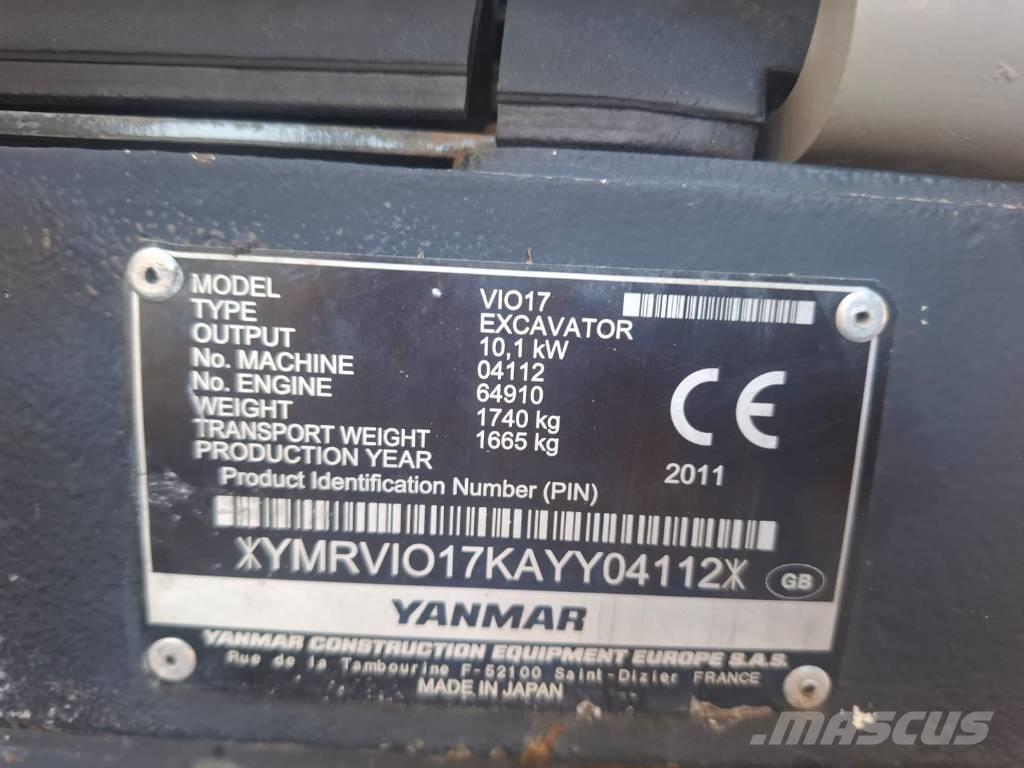 MODEL VIO17
TYPE EXCAVATOR
OUTPUT 10,1 kW
No. MACHINE 04112
No. ENGINE 64910
WEIGHT 1740 kg
TRANSPORT WEIGHT 1665 kg
PRODUCTION YEAR 2011
CE
Product Identification Number (PIN)
*YMRVIO17KAYY04112*
GB
YANMAR
YANMAR CONSTRUCTION EQUIPMENT EUROPE S.A.S.
Rue de la Tambourine F-52100 Saint-Dizier FRANCE
MADE IN JAPAN
MASCUS